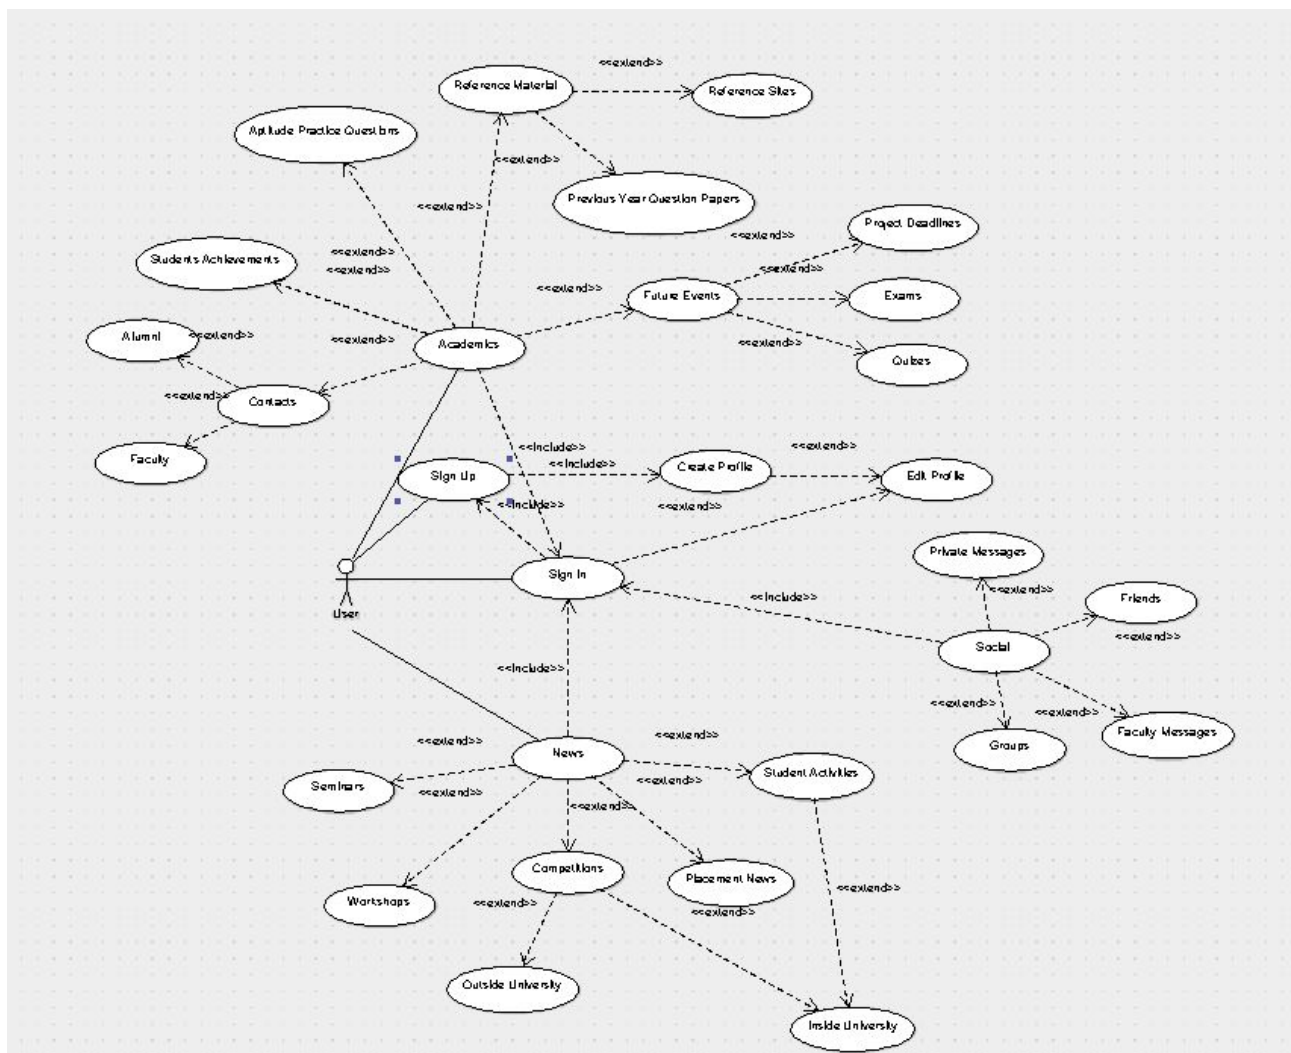 <<extend>>
Reference Material
Reference Sites
Aptitude Practice Questions
<<extend>>
Previous Year Question Papers
<<extend>>
Project Deadlines
<<extend>>
Students Achievements
<<extend>>
<<extend>>
<<extend>>
<<extend>>
Future Events
Exams
Alumni
<<extend>>
<<extend>>
Academics
<<extend>>
Quizes
<<extend>>
Contacts
Faculty
<<include>>
<<extend>>
Sign Up
<<include>>
Create Profile
Edit Profile
<<include>>
<<extend>>
Private Messages
Sign In
<<extend>>
Friends
<<include>>
User
<<extend>>
Social
<<include>>
<<extend>>
<<extend>>
Groups
Faculty Messages
<<extend>>
<<extend>>
News
Seminars
<<extend>>
<<extend>>
Student Activities
<<extend>>
Competitions
Placement News
<<extend>>
Workshops
<<extend>>
<<extend>>
Outside University
Inside University